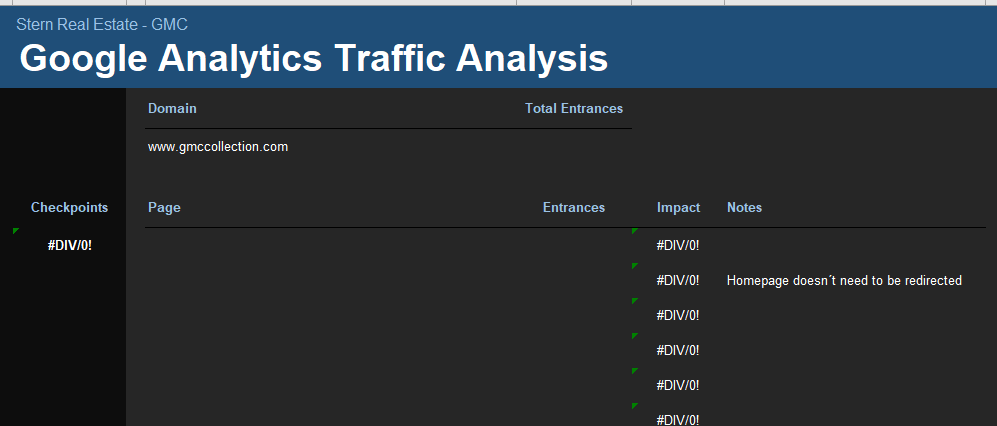 Stern Real Estate - GMC
Google Analytics Traffic Analysis
Domain Total Entrances
www.gmccollection.com
Checkpoints Page Entrances Impact Notes
#DIV/0! #DIV/0!
#DIV/0! Homepage doesn´t need to be redirected
#DIV/0!
#DIV/0!
#DIV/0!
#DIV/0!